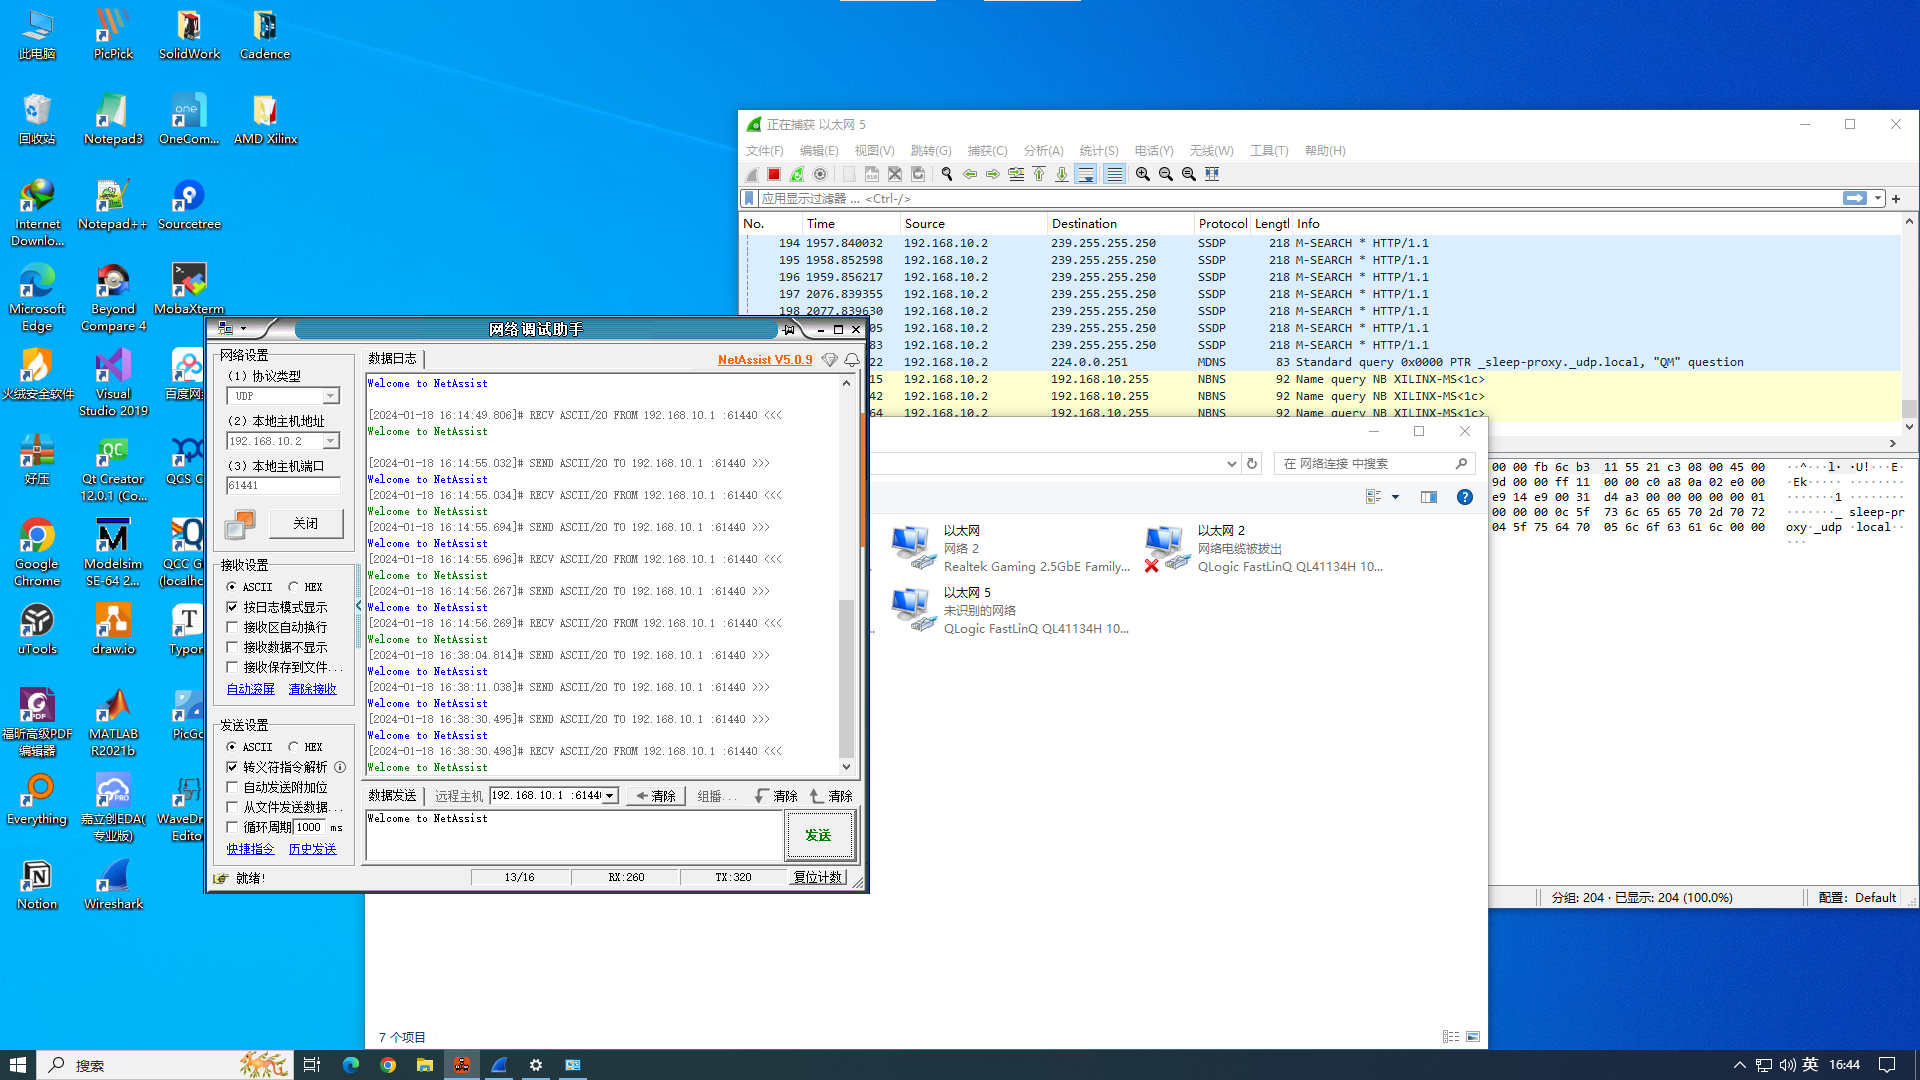 此电脑
PicPick
SolidWork
Cadence
回收站
Notepad3
OneCom...
AMD Xilinx
Internet Downlo...
Notepad++
Sourcetree
Microsoft Edge
Beyond Compare 4
MobaXterm
火绒安全软件
Visual Studio 2019
百度网
好压
Qt Creator 12.0.1 (Co...
QCS C
Google Chrome
Modelsim SE-64 2...
QCC G
(localhc
uTools
draw.io
Typor
福昕高级PDF编辑器
MATLAB R2021b
PicGo
Everything
嘉立创EDA(专业版)
WaveDr
Edito
Notion
Wireshark
正在捕获 以太网 5
文件(F) 编辑(E) 视图(V) 跳转(G) 捕获(C) 分析(A) 统计(S) 电话(Y) 无线(W) 工具(T) 帮助(H)
应用显示过滤器 … <Ctrl-/>
No. Time Source Destination Protocol Lengtl Info
194 1957.840032 192.168.10.2 239.255.255.250 SSDP 218 M-SEARCH * HTTP/1.1
195 1958.852598 192.168.10.2 239.255.255.250 SSDP 218 M-SEARCH * HTTP/1.1
196 1959.856217 192.168.10.2 239.255.255.250 SSDP 218 M-SEARCH * HTTP/1.1
197 2076.839355 192.168.10.2 239.255.255.250 SSDP 218 M-SEARCH * HTTP/1.1
198 2077.839630 192.168.10.2 239.255.255.250 SSDP 218 M-SEARCH * HTTP/1.1
05 192.168.10.2 239.255.255.250 SSDP 218 M-SEARCH * HTTP/1.1
83 192.168.10.2 239.255.255.250 SSDP 218 M-SEARCH * HTTP/1.1
22 192.168.10.2 224.0.0.251 MDNS 83 Standard query 0x0000 PTR _sleep-proxy._udp.local, "QM" question
15 192.168.10.2 192.168.10.255 NBNS 92 Name query NB XILINX-MS<1c>
42 192.168.10.2 192.168.10.255 NBNS 92 Name query NB XILINX-MS<1c>
64 192.168.10.2 192.168.10.255 NBNS 92 Name query NB XILINX-MS<1c>
00 00 fb 6c b3 11 55 21 c3 08 00 45 00 ··^···l· ·U!···E·
9d 00 00 ff 11 00 00 c0 a8 0a 02 e0 00 ·Ek····· ········
e9 14 e9 00 31 d4 a3 00 00 00 00 00 01 ·······1 ········
00 00 00 0c 5f 73 6c 65 65 70 2d 70 72 ·······_ sleep-pr
04 5f 75 64 70 05 6c 6f 63 61 6c 00 00 oxy·_udp ·local··
分组: 204 · 已显示: 204 (100.0%)
配置: Default
网络调试助手
网络设置
(1) 协议类型
UDP
(2) 本地主机地址
192.168.10.2
(3) 本地主机端口
61441
关闭
接收设置
ASCII HEX
按日志模式显示
接收区自动换行
接收数据不显示
接收保存到文件...
自动滚屏 清除接收
发送设置
ASCII HEX
转义符指令解析
自动发送附加位
从文件发送数据...
循环周期 1000 ms
快捷指令 历史发送
数据日志
NetAssist V5.0.9
Welcome to NetAssist
[2024-01-18 16:14:49.806]# RECV ASCII/20 FROM 192.168.10.1 :61440 <<<
Welcome to NetAssist
[2024-01-18 16:14:55.032]# SEND ASCII/20 TO 192.168.10.1 :61440 >>>
Welcome to NetAssist
[2024-01-18 16:14:55.034]# RECV ASCII/20 FROM 192.168.10.1 :61440 <<<
Welcome to NetAssist
[2024-01-18 16:14:55.694]# SEND ASCII/20 TO 192.168.10.1 :61440 >>>
Welcome to NetAssist
[2024-01-18 16:14:55.696]# RECV ASCII/20 FROM 192.168.10.1 :61440 <<<
Welcome to NetAssist
[2024-01-18 16:14:56.267]# SEND ASCII/20 TO 192.168.10.1 :61440 >>>
Welcome to NetAssist
[2024-01-18 16:14:56.269]# RECV ASCII/20 FROM 192.168.10.1 :61440 <<<
Welcome to NetAssist
[2024-01-18 16:38:04.814]# SEND ASCII/20 TO 192.168.10.1 :61440 >>>
Welcome to NetAssist
[2024-01-18 16:38:11.038]# SEND ASCII/20 TO 192.168.10.1 :61440 >>>
Welcome to NetAssist
[2024-01-18 16:38:30.495]# SEND ASCII/20 TO 192.168.10.1 :61440 >>>
Welcome to NetAssist
[2024-01-18 16:38:30.498]# RECV ASCII/20 FROM 192.168.10.1 :61440 <<<
Welcome to NetAssist
数据发送 远程主机 192.168.10.1 :6144 清除 组播... 清除 清除
Welcome to NetAssist
发送
就绪! 13/16 RX:260 TX:320 复位计数
在 网络连接 中搜索
以太网
网络 2
Realtek Gaming 2.5GbE Family...
以太网 2
网络电缆被拔出
QLogic FastLinQ QL41134H 10...
以太网 5
未识别的网络
QLogic FastLinQ QL41134H 10...
7 个项目
搜索
英
16:44